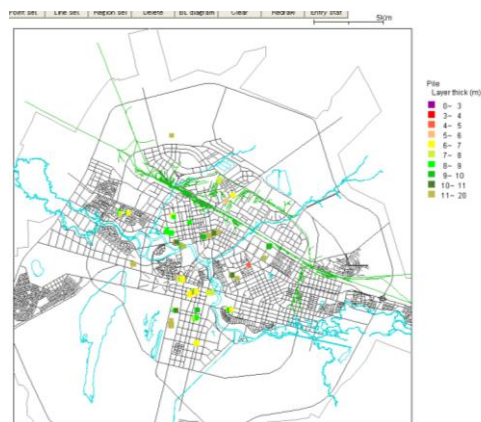 Point set Line set Region set Delete BL diagram Clear Redraw Entry stat
5km
Pile
Layer thick (m)
0~ 3
3~ 4
4~ 5
5~ 6
6~ 7
7~ 8
8~ 9
9~ 10
10~ 11
11~ 20